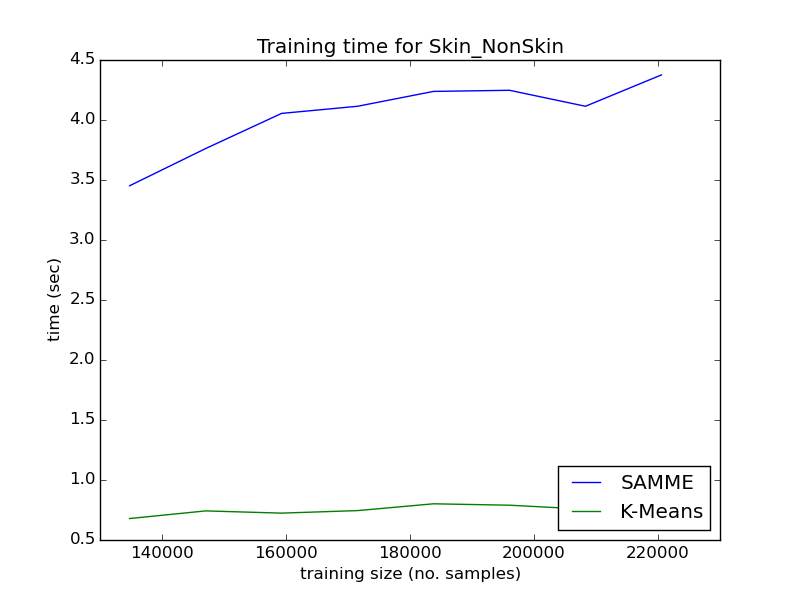 Training time for Skin_NonSkin
4.5
4.0
3.5
3.0
2.5
2.0
1.5
1.0
0.5
time (sec)
SAMME
K-Means
140000 160000 180000 200000 220000
training size (no. samples)